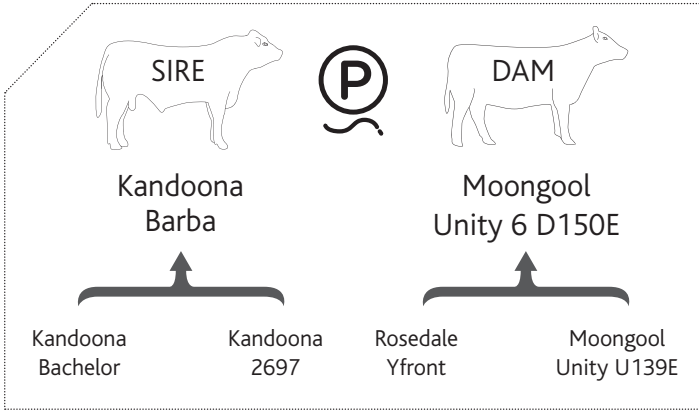 SIRE
P
DAM
Kandoona
Barba
Moongool
Unity 6 D150E
Kandoona
Bachelor
Kandoona
2697
Rosedale
Yfront
Moongool
Unity U139E